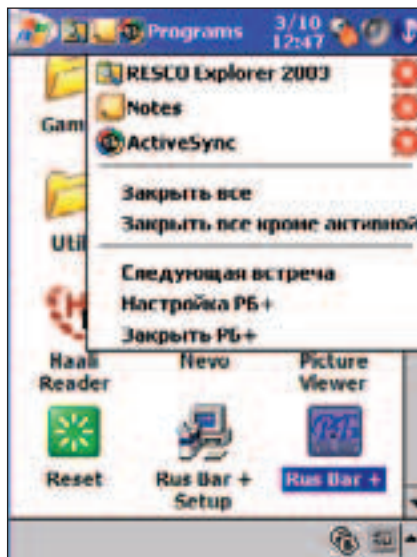 Programs 3/10 12:47
RESCO Explorer 2003
Notes
ActiveSync
Закрыть все
Закрыть все кроме активной
Следующая встреча
Настройка РБ+
Закрыть РБ+
Gam
Util
Haali Reader
Nevo
Picture Viewer
Reset
Rus Bar + Setup
Rus Bar +